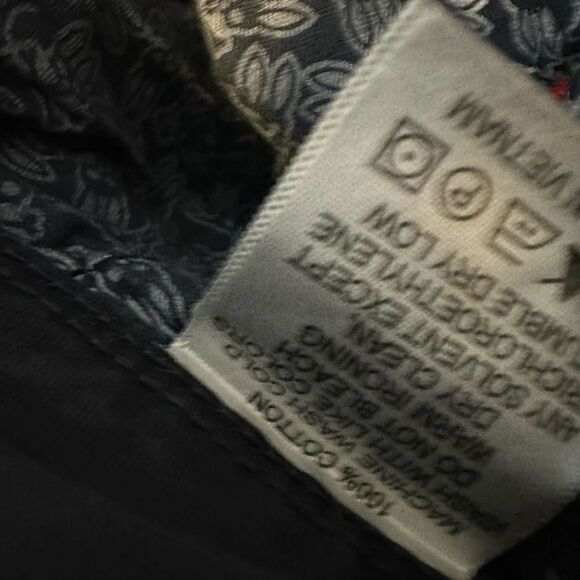 100% COTTON
MACHINE WASH COLD
WASH WITH LIKE COLORS
DO NOT BLEACH
WARM IRONING
DRY CLEAN
ANY SOLVENT EXCEPT
TRICHLOROETHYLENE
TUMBLE DRY LOW
P
VIETNAM